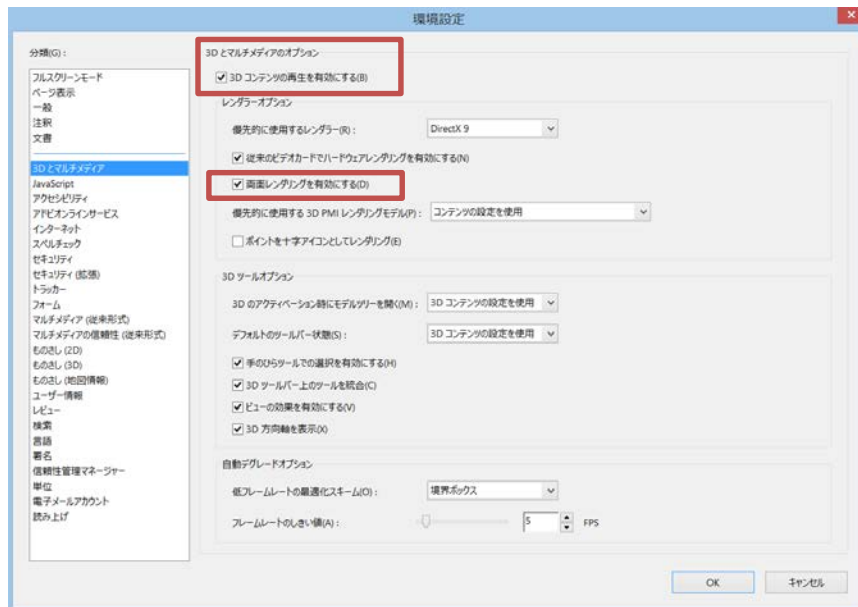 環境設定
分類(G):
フルスクリーンモード
ページ表示
一般
注釈
文書
3D とマルチメディア
JavaScript
アクセシビリティ
アドビオンラインサービス
インターネット
スペルチェック
セキュリティ
セキュリティ (拡張)
トラッカー
フォーム
マルチメディア (従来形式)
マルチメディアの信頼性 (従来形式)
ものさし (2D)
ものさし (3D)
ものさし (地図情報)
ユーザー情報
レビュー
検索
言語
署名
信頼性管理マネージャー
単位
電子メールアカウント
読み上げ
3D とマルチメディアのオプション
3D コンテンツの再生を有効にする(B)
レンダラーオプション
優先的に使用するレンダラー(R): DirectX 9
従来のビデオカードでハードウェアレンダリングを有効にする(N)
両面レンダリングを有効にする(D)
優先的に使用する 3D PMI レンダリングモデル(P): コンテンツの設定を使用
ポイントを十字アイコンとしてレンダリング(E)
3D ツールオプション
3D のアクティベーション時にモデルツリーを開く(M): 3D コンテンツの設定を使用
デフォルトのツールバー状態(S): 3D コンテンツの設定を使用
手のひらツールでの選択を有効にする(H)
3D ツールバー上のツールを統合(C)
ビューの効果を有効にする(V)
3D 方向軸を表示(X)
自動デグレードオプション
低フレームレートの最適化スキーム(O): 境界ボックス
フレームレートのしきい値(A): 5 FPS
OK キャンセル